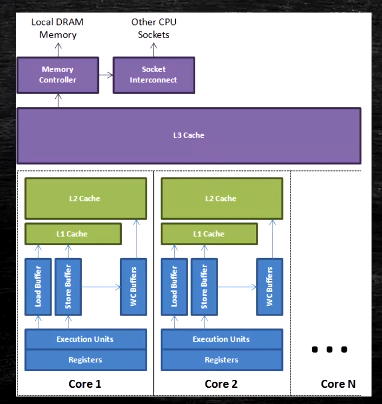 Local DRAM
Memory
Other CPU
Sockets
Memory
Controller
Socket
Interconnect
L3 Cache
L2 Cache
L1 Cache
Load Buffer
Store Buffer
WC Buffers
Execution Units
Registers
Core 1
L2 Cache
L1 Cache
Load Buffer
Store Buffer
WC Buffers
Execution Units
Registers
Core 2
...
Core N